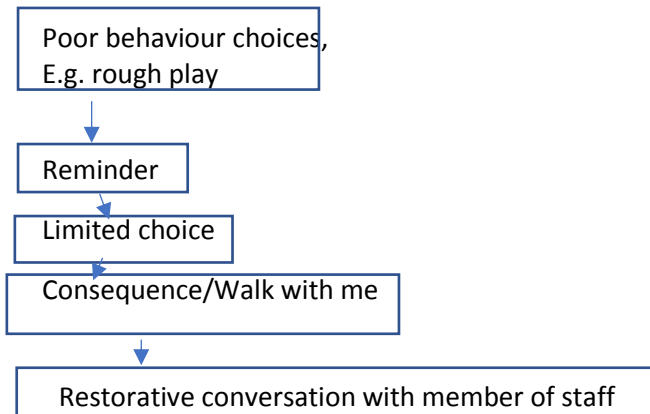 Poor behaviour choices,
E.g. rough play
Reminder
Limited choice
Consequence/Walk with me
Restorative conversation with member of staff